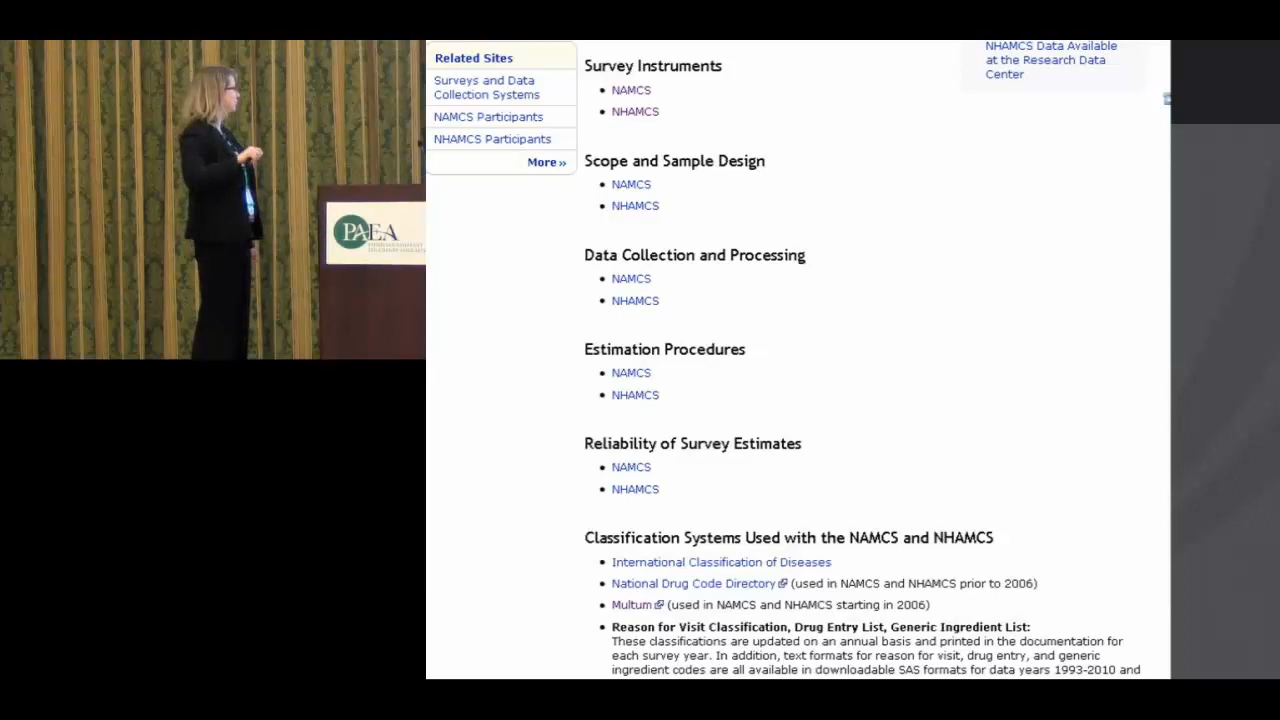 NHAMCS Data Available
at the Research Data
Center
Related Sites
Surveys and Data
Collection Systems
NAMCS Participants
NHAMCS Participants
More »
Survey Instruments
• NAMCS
• NHAMCS
Scope and Sample Design
• NAMCS
• NHAMCS
Data Collection and Processing
• NAMCS
• NHAMCS
Estimation Procedures
• NAMCS
• NHAMCS
Reliability of Survey Estimates
• NAMCS
• NHAMCS
Classification Systems Used with the NAMCS and NHAMCS
• International Classification of Diseases
• National Drug Code Directory (used in NAMCS and NHAMCS prior to 2006)
• Multum (used in NAMCS and NHAMCS starting in 2006)
• Reason for Visit Classification, Drug Entry List, Generic Ingredient List:
These classifications are updated on an annual basis and printed in the documentation for
each survey year. In addition, text formats for reason for visit, drug entry, and generic
ingredient codes are all available in downloadable SAS formats for data years 1993-2010 and
PAEA